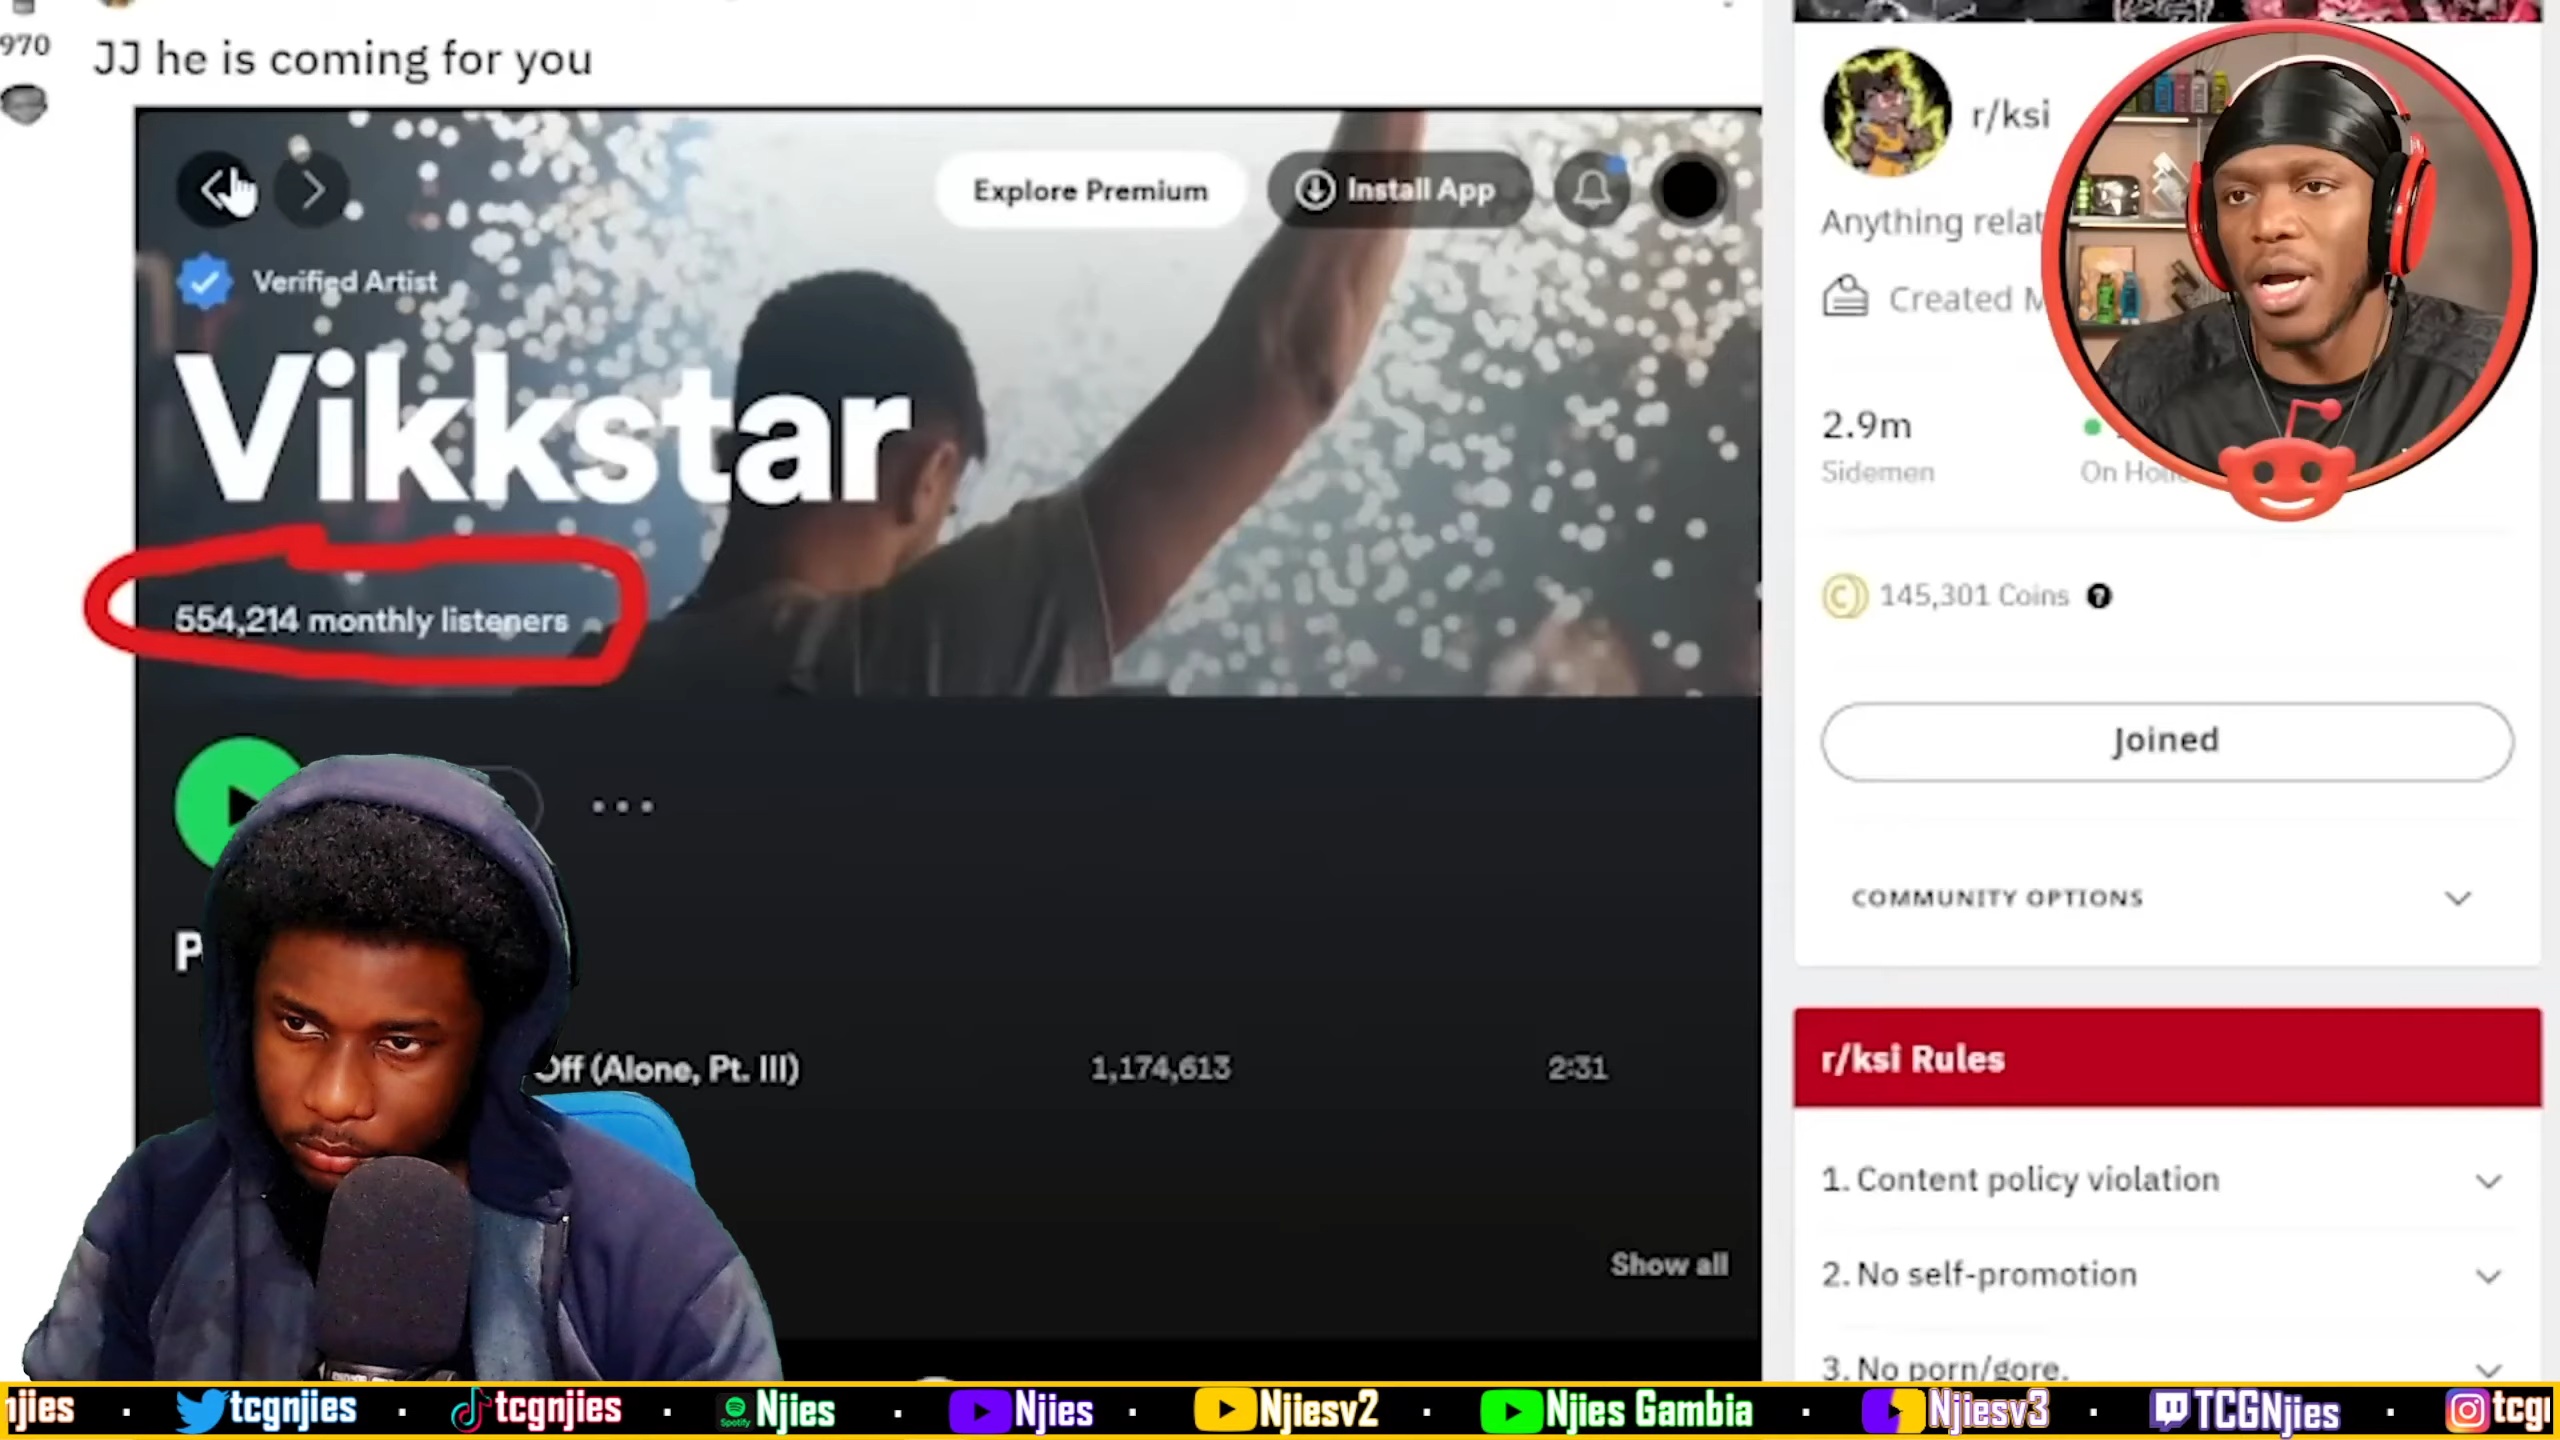 970
JJ he is coming for you
Explore Premium
Install App
Verified Artist
Vikkstar
554,214 monthly listeners
P
Off (Alone, Pt. III)
1,174,613
2:31
Show all
r/ksi
Anything relat
Created M
2.9m
Sidemen
On Ho
145,301 Coins
Joined
COMMUNITY OPTIONS
r/ksi Rules
1. Content policy violation
2. No self-promotion
3. No porn/gore.
njies · tcgnjies · tcgnjies · Spotify Njies · Njies · Njiesv2 · Njies Gambia · Njiesv3 · TCGNjies · tcgn